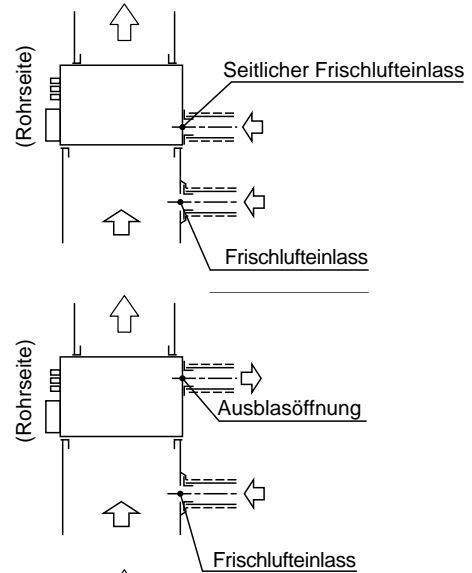 (Rohrseite)
Seitlicher Frischlufteinlass
Frischlufteinlass
(Rohrseite)
Ausblasöffnung
Frischlufteinlass